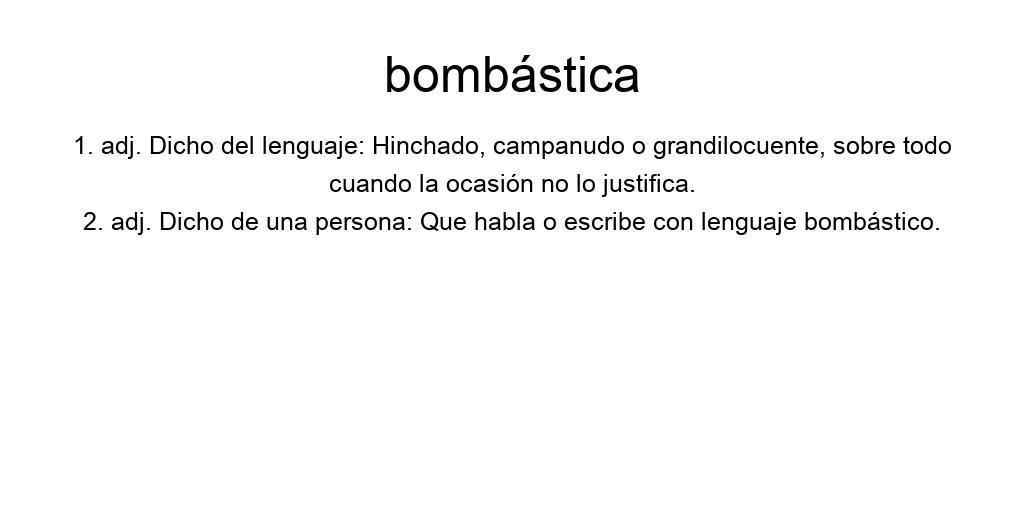 bombástica
1. adj. Dicho del lenguaje: Hinchado, campanudo o grandilocuente, sobre todo
cuando la ocasión no lo justifica.
2. adj. Dicho de una persona: Que habla o escribe con lenguaje bombástico.